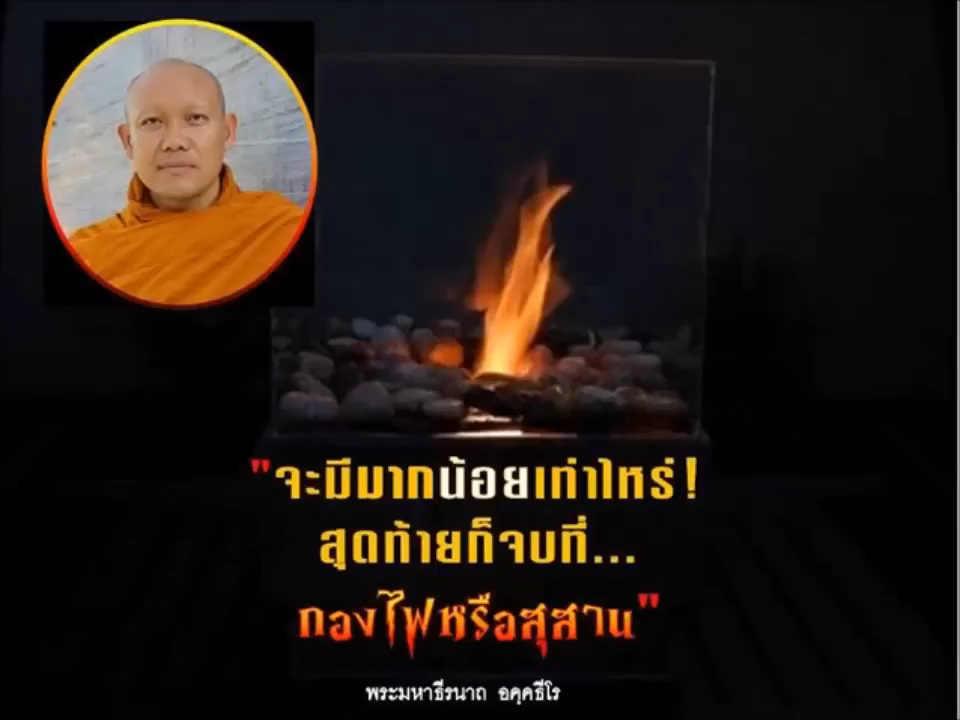 "จะมีมากน้อยเท่าไหร่!
สุดท้ายก็จบที่...
กองไฟหรือสุสาน"
พระมหาธีรนาถ อคฺคธีโร